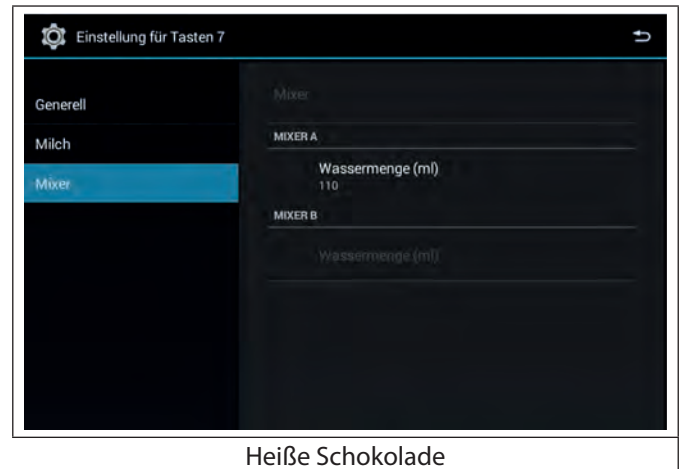 Einstellung für Tasten 7
Generell
Milch
Mixer
Mixer
MIXER A
Wassermenge (ml)
110
MIXER B
Wassermenge (ml)
Heiße Schokolade